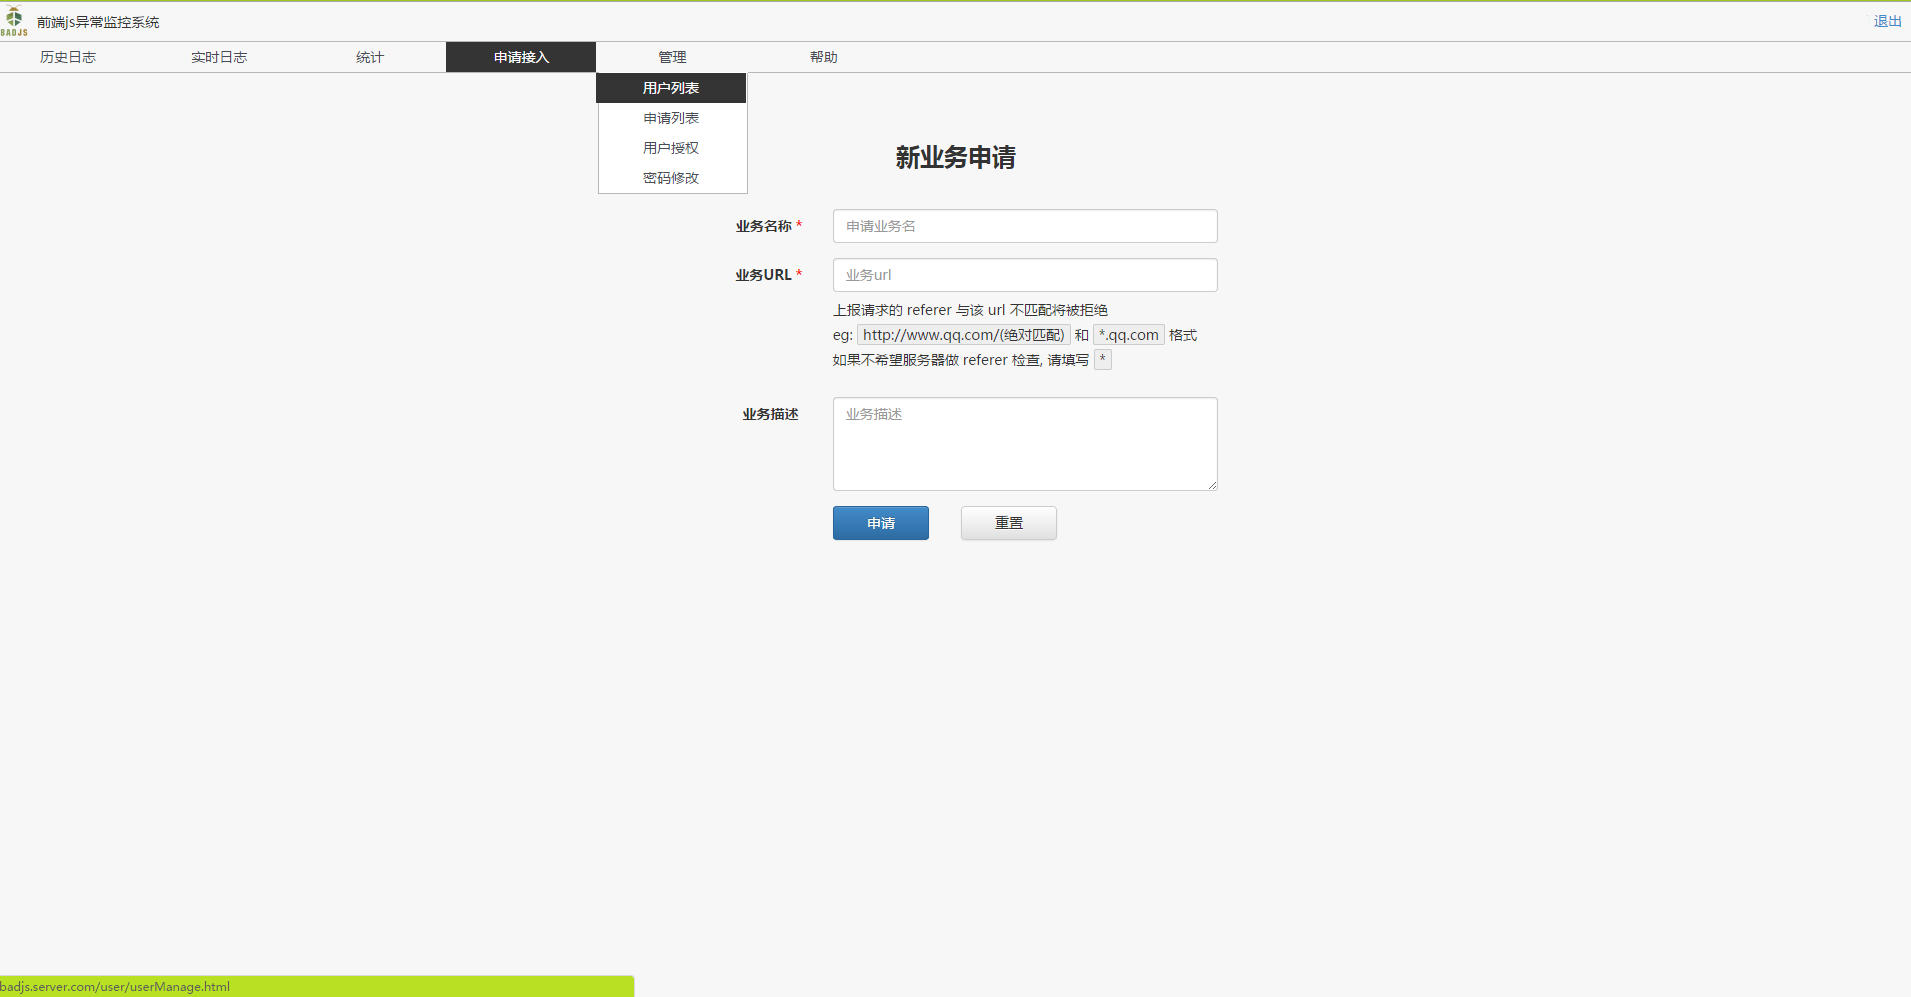 BADJS 前端js异常监控系统 退出
历史日志 实时日志 统计 申请接入 管理 帮助
用户列表
申请列表
用户授权
密码修改
新业务申请
业务名称 * 申请业务名
业务URL * 业务url
上报请求的 referer 与该 url 不匹配将被拒绝
eg: http://www.qq.com/(绝对匹配) 和 *.qq.com 格式
如果不希望服务器做 referer 检查, 请填写 *
业务描述 业务描述
申请 重置
badjs.server.com/user/userManage.html